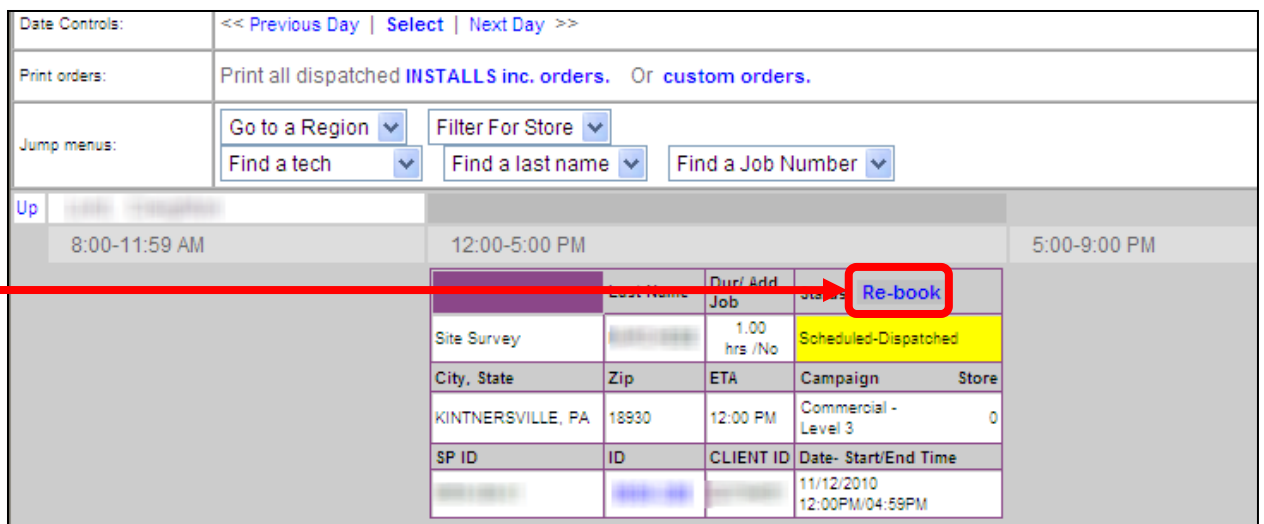 Date Controls: << Previous Day | Select | Next Day >>
Print orders: Print all dispatched INSTALLS inc. orders. Or custom orders.
Go to a Region Filter For Store
Jump menus:
Find a tech Find a last name Find a Job Number
Up
8:00-11:59 AM 12:00-5:00 PM 5:00-9:00 PM
Last Name Dur/ Add Job Status Re-book
Site Survey 1.00 hrs /No Scheduled-Dispatched
City, State Zip ETA Campaign Store
KINTNERSVILLE, PA 18930 12:00 PM Commercial - Level 3 0
SP ID ID CLIENT ID Date- Start/End Time
11/12/2010
12:00PM/04:59PM